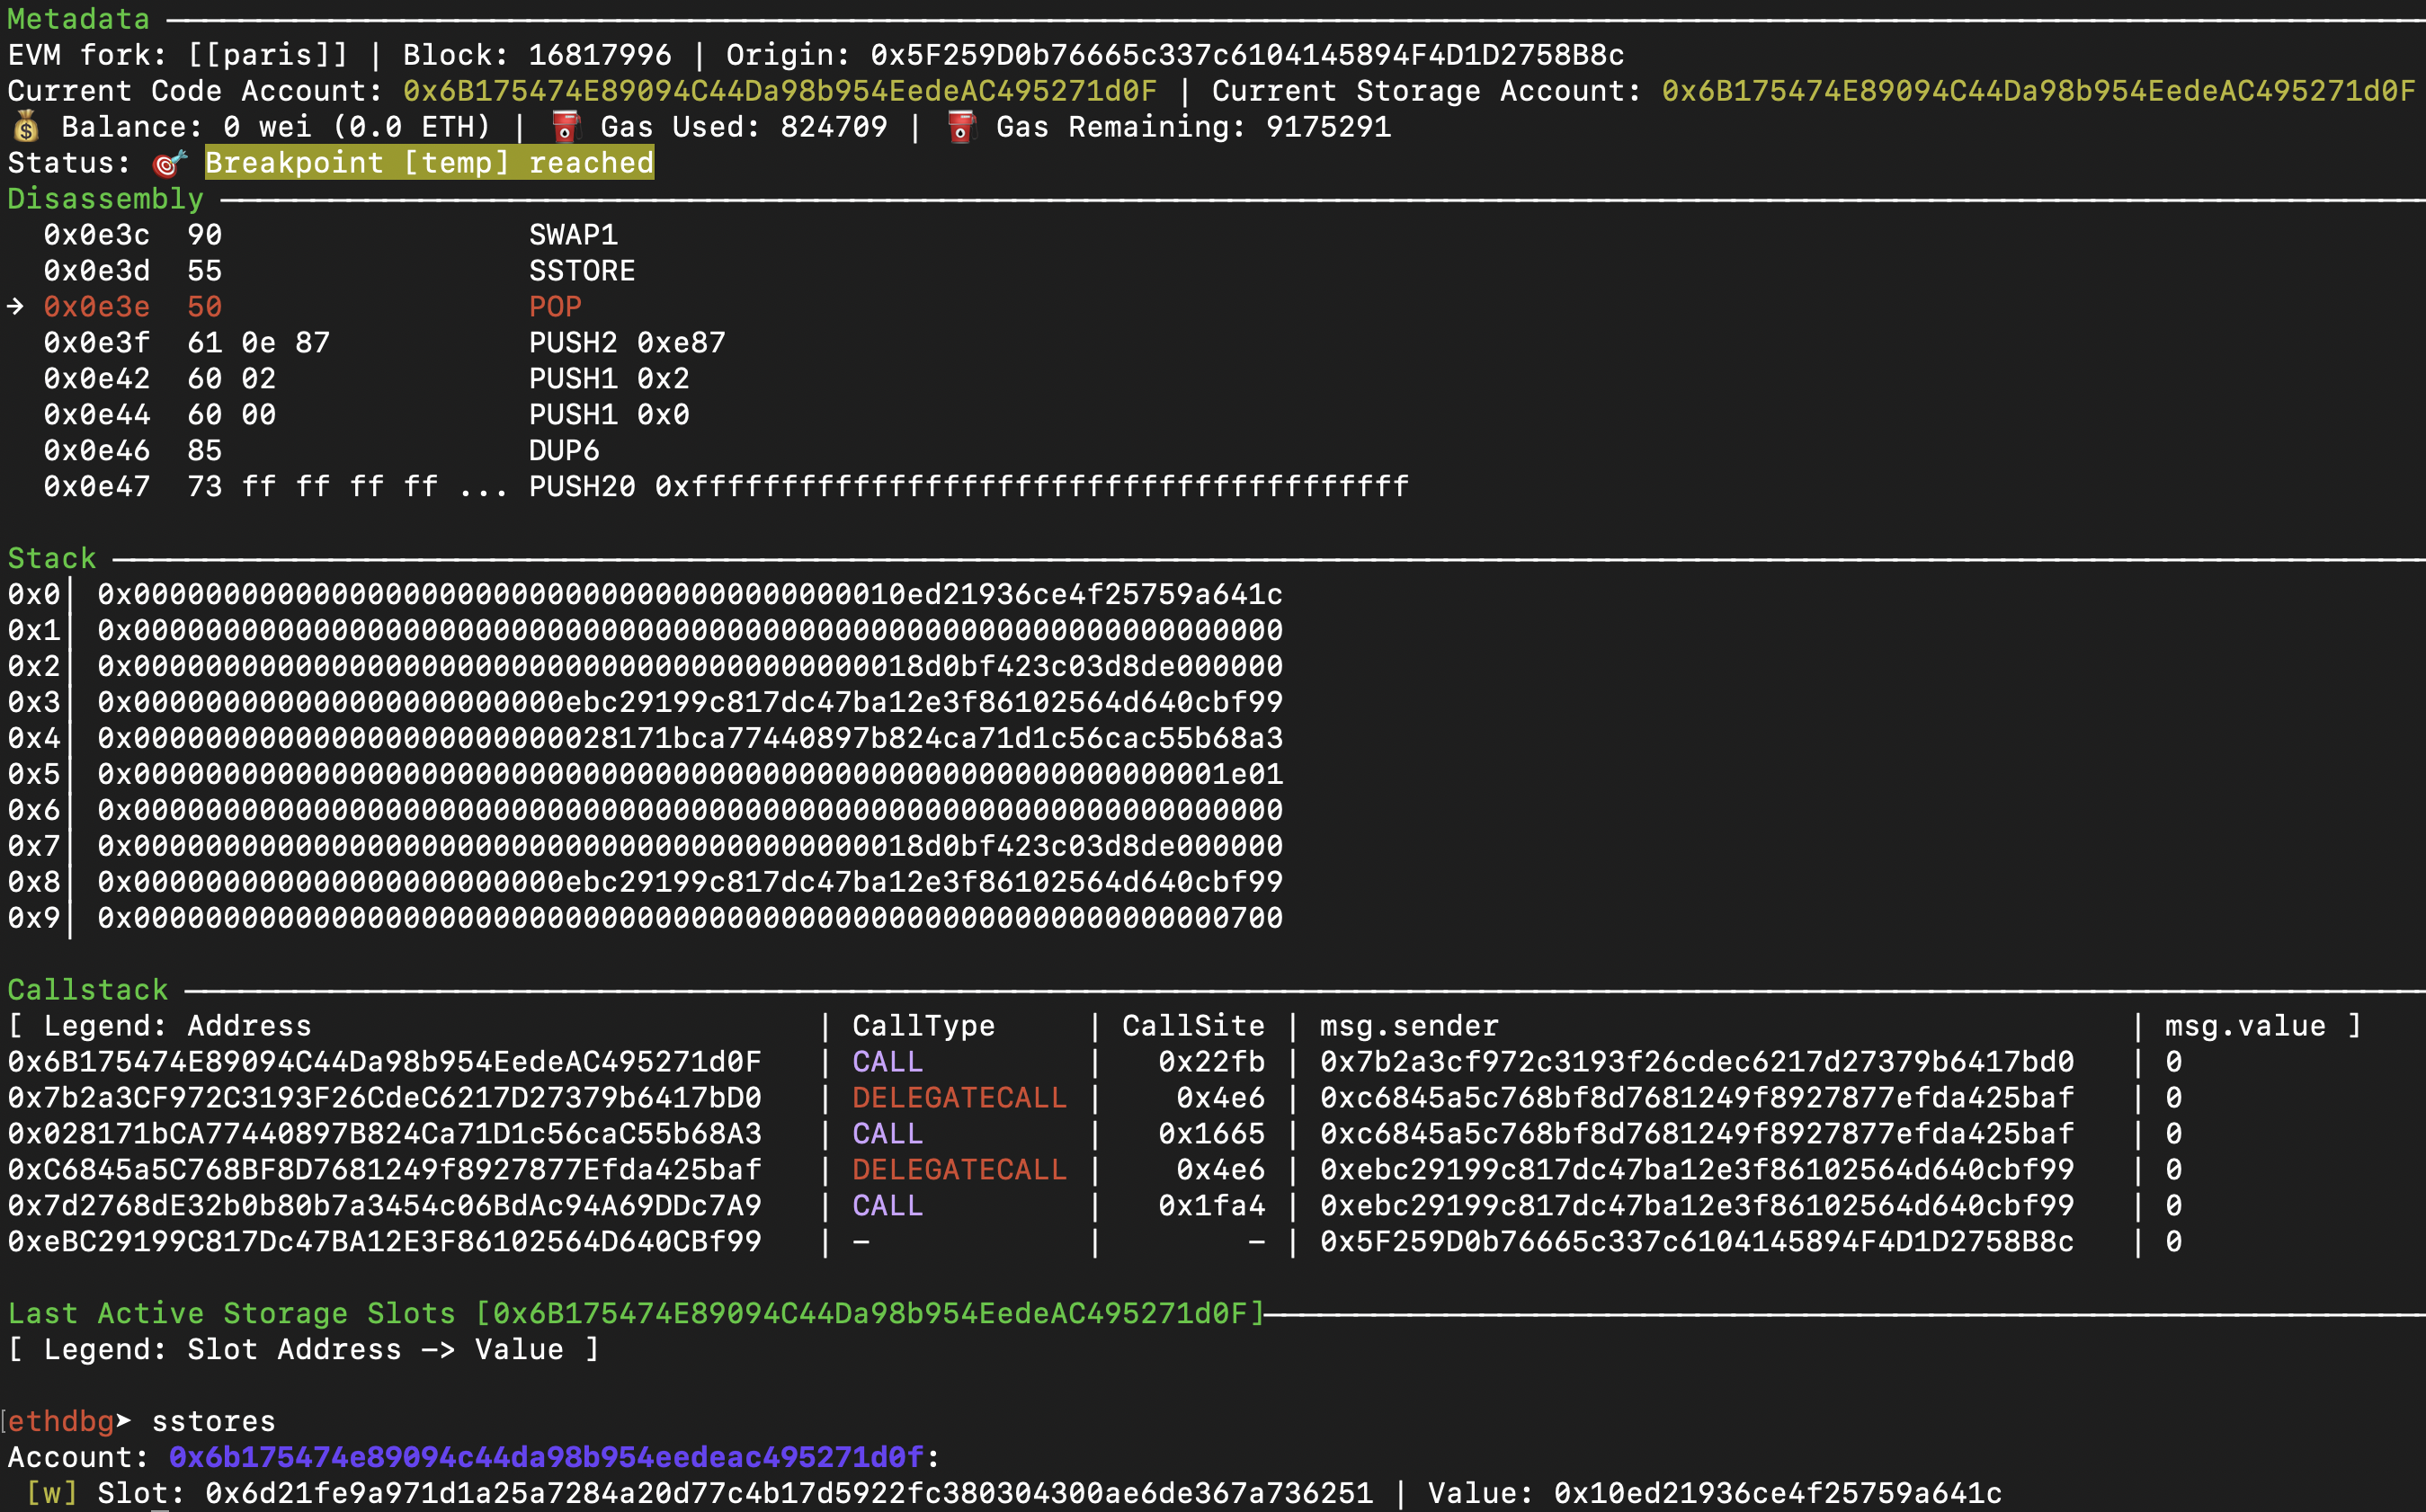 Metadata
EVM fork: [[paris]] | Block: 16817996 | Origin: 0x5F259D0b76665c337c6104145894F4D1D2758B8c
Current Code Account: 0x6B175474E89094C44Da98b954EedeAC495271d0F | Current Storage Account: 0x6B175474E89094C44Da98b954EedeAC495271d0F
💰 Balance: 0 wei (0.0 ETH) | ⛽ Gas Used: 824709 | ⛽ Gas Remaining: 9175291
Status: 🎯 Breakpoint [temp] reached
Disassembly
0x0e3c 90 SWAP1
0x0e3d 55 SSTORE
→ 0x0e3e 50 POP
0x0e3f 61 0e 87 PUSH2 0xe87
0x0e42 60 02 PUSH1 0x2
0x0e44 60 00 PUSH1 0x0
0x0e46 85 DUP6
0x0e47 73 ff ff ff ff ... PUSH20 0xffffffffffffffffffffffffffffffffffffffff
Stack
0x0| 0x00000000000000000000000000000000000000000010ed21936ce4f25759a641c
0x1| 0x0000000000000000000000000000000000000000000000000000000000000000
0x2| 0x00000000000000000000000000000000000000000018d0bf423c03d8de000000
0x3| 0x000000000000000000000000ebc29199c817dc47ba12e3f86102564d640cbf99
0x4| 0x000000000000000000000000028171bca77440897b824ca71d1c56cac55b68a3
0x5| 0x0000000000000000000000000000000000000000000000000000000000001e01
0x6| 0x0000000000000000000000000000000000000000000000000000000000000000
0x7| 0x00000000000000000000000000000000000000000018d0bf423c03d8de000000
0x8| 0x000000000000000000000000ebc29199c817dc47ba12e3f86102564d640cbf99
0x9| 0x0000000000000000000000000000000000000000000000000000000000000700
Callstack
[ Legend: Address | CallType | CallSite | msg.sender | msg.value ]
0x6B175474E89094C44Da98b954EedeAC495271d0F | CALL | 0x22fb | 0x7b2a3cf972c3193f26cdec6217d27379b6417bd0 | 0
0x7b2a3CF972C3193F26CdeC6217D27379b6417bD0 | DELEGATECALL | 0x4e6 | 0xc6845a5c768bf8d7681249f8927877efda425baf | 0
0x028171bCA77440897B824Ca71D1c56caC55b68A3 | CALL | 0x1665 | 0xc6845a5c768bf8d7681249f8927877efda425baf | 0
0xC6845a5C768BF8D7681249f8927877Efda425baf | DELEGATECALL | 0x4e6 | 0xebc29199c817dc47ba12e3f86102564d640cbf99 | 0
0x7d2768dE32b0b80b7a3454c06BdAc94A69DDc7A9 | CALL | 0x1fa4 | 0xebc29199c817dc47ba12e3f86102564d640cbf99 | 0
0xeBC29199C817Dc47BA12E3F86102564D640CBf99 | – | – | 0x5F259D0b76665c337c6104145894F4D1D2758B8c | 0
Last Active Storage Slots [0x6B175474E89094C44Da98b954EedeAC495271d0F]
[ Legend: Slot Address –> Value ]
ethdbg➤ sstores
Account: 0x6b175474e89094c44da98b954eedeac495271d0f:
[w] Slot: 0x6d21fe9a971d1a25a7284a20d77c4b17d5922fc380304300ae6de367a736251 | Value: 0x10ed21936ce4f25759a641c